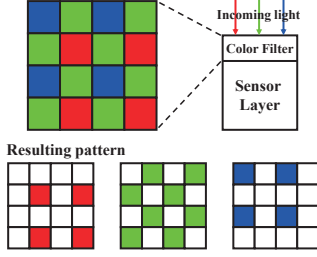 Incoming light
Color Filter
Sensor
Layer
Resulting pattern